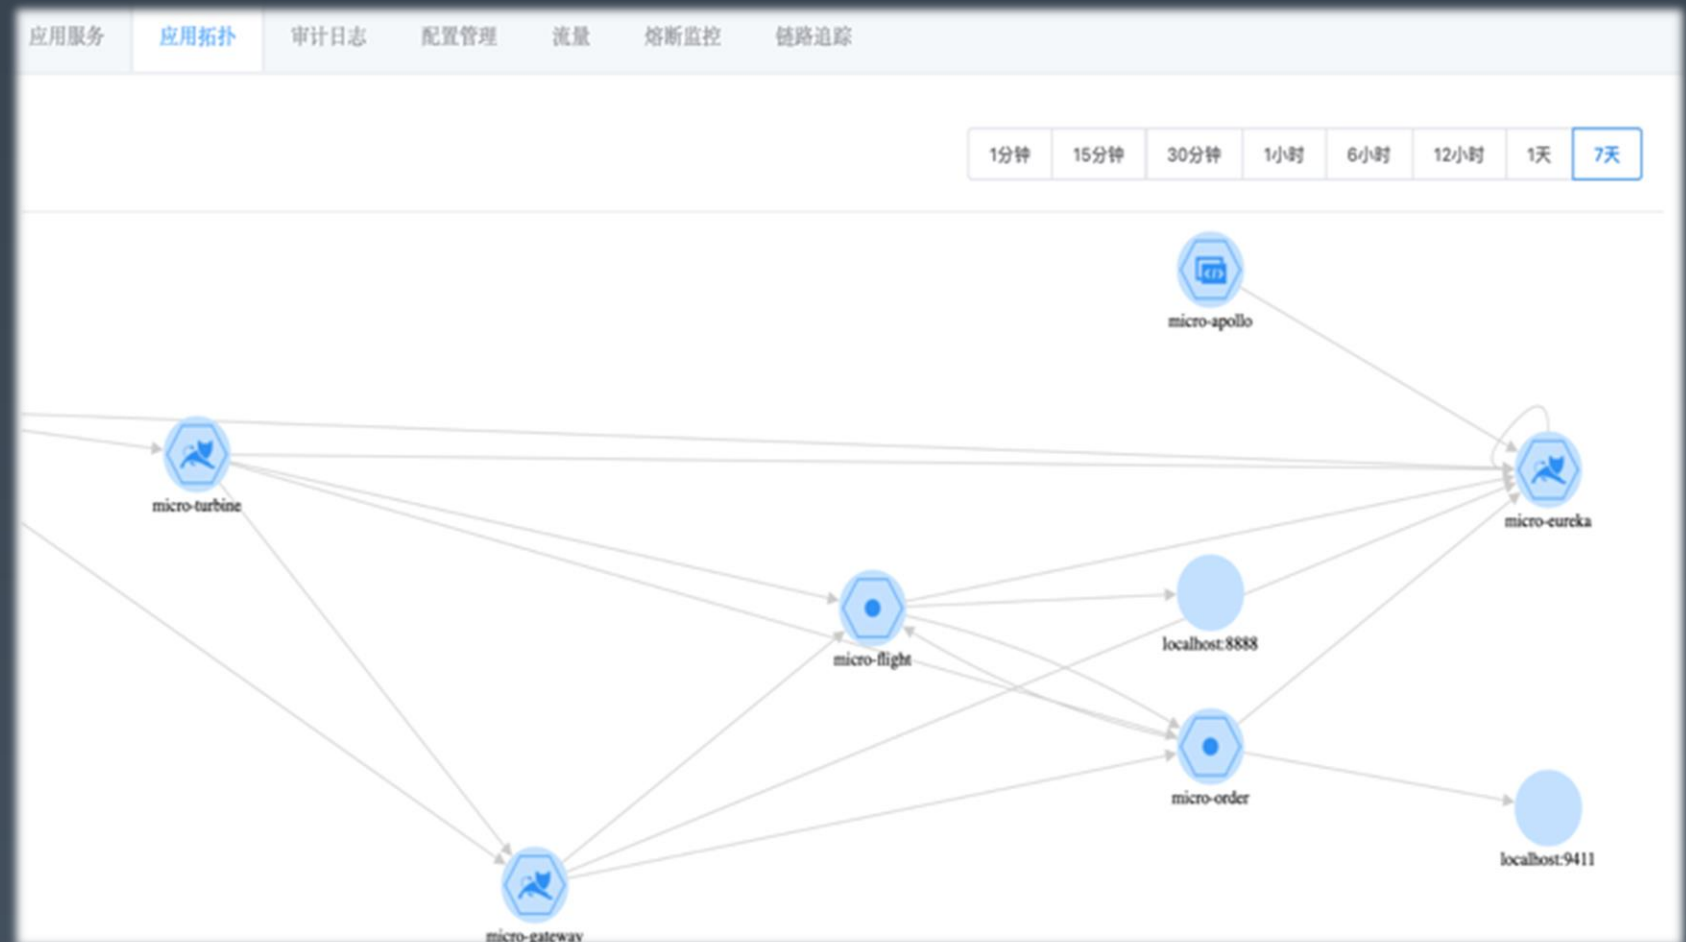 应用服务 应用拓扑 审计日志 配置管理 流量 熔断监控 链路追踪
1分钟 15分钟 30分钟 1小时 6小时 12小时 1天 7天
micro-apollo
micro-turbine
micro-eureka
localhost:8888
micro-flight
micro-order
localhost:9411
micro-gateway